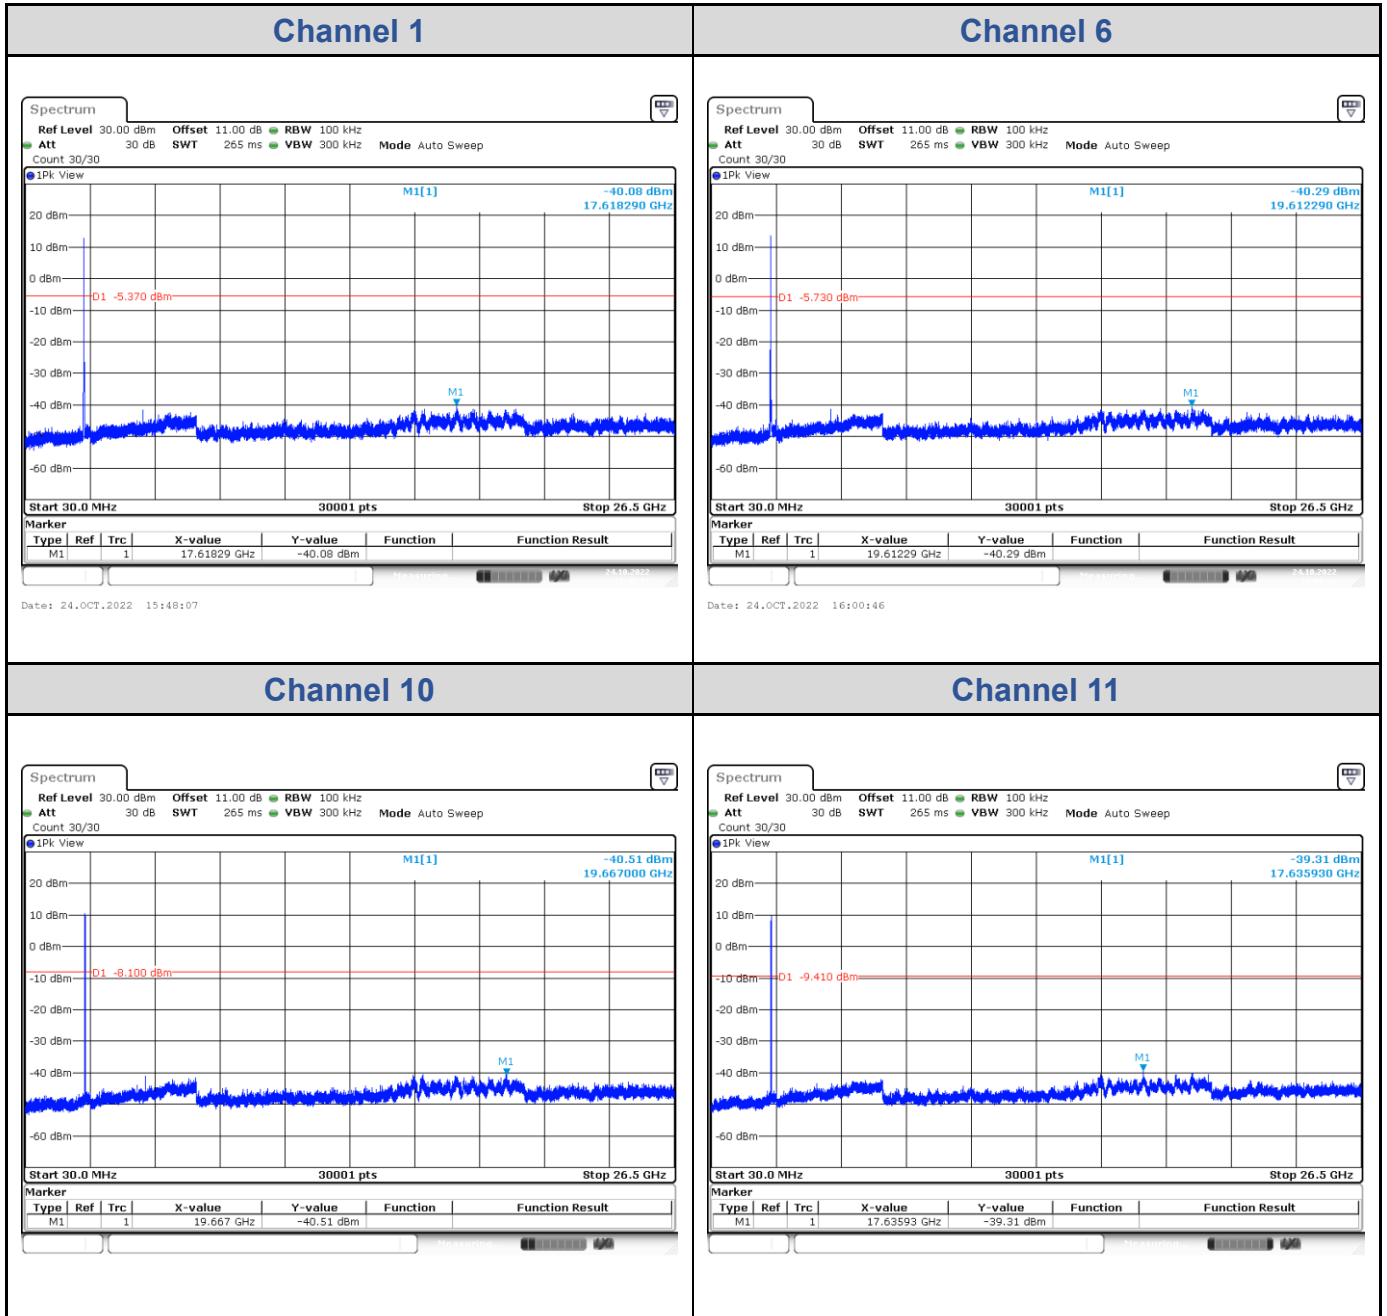 Channel 1
Channel 6
Spectrum
Ref Level 30.00 dBm Offset 11.00 dB RBW 100 kHz
Att 30 dB SWT 265 ms VBW 300 kHz Mode Auto Sweep
Count 30/30
1Pk View
M1[1] -40.08 dBm
17.618290 GHz
20 dBm
10 dBm
0 dBm
D1 -5.370 dBm
-10 dBm
-20 dBm
-30 dBm
M1
-40 dBm
-60 dBm
Start 30.0 MHz 30001 pts Stop 26.5 GHz
Marker
Type Ref Trc X-value Y-value Function Function Result
M1 1 17.61829 GHz -40.08 dBm
Measuring... 24.10.2022
Date: 24.OCT.2022 15:48:07
Spectrum
Ref Level 30.00 dBm Offset 11.00 dB RBW 100 kHz
Att 30 dB SWT 265 ms VBW 300 kHz Mode Auto Sweep
Count 30/30
1Pk View
M1[1] -40.29 dBm
19.612290 GHz
20 dBm
10 dBm
0 dBm
D1 -5.730 dBm
-10 dBm
-20 dBm
-30 dBm
M1
-40 dBm
-60 dBm
Start 30.0 MHz 30001 pts Stop 26.5 GHz
Marker
Type Ref Trc X-value Y-value Function Function Result
M1 1 19.61229 GHz -40.29 dBm
24.10.2022
Date: 24.OCT.2022 16:00:46
Channel 10
Channel 11
Spectrum
Ref Level 30.00 dBm Offset 11.00 dB RBW 100 kHz
Att 30 dB SWT 265 ms VBW 300 kHz Mode Auto Sweep
Count 30/30
1Pk View
M1[1] -40.51 dBm
19.667000 GHz
20 dBm
10 dBm
0 dBm
D1 -8.100 dBm
-10 dBm
-20 dBm
-30 dBm
M1
-40 dBm
-60 dBm
Start 30.0 MHz 30001 pts Stop 26.5 GHz
Marker
Type Ref Trc X-value Y-value Function Function Result
M1 1 19.667 GHz -40.51 dBm
Spectrum
Ref Level 30.00 dBm Offset 11.00 dB RBW 100 kHz
Att 30 dB SWT 265 ms VBW 300 kHz Mode Auto Sweep
Count 30/30
1Pk View
M1[1] -39.31 dBm
17.635930 GHz
20 dBm
10 dBm
0 dBm
-10 dBm D1 -9.410 dBm
-20 dBm
-30 dBm
M1
-40 dBm
-60 dBm
Start 30.0 MHz 30001 pts Stop 26.5 GHz
Marker
Type Ref Trc X-value Y-value Function Function Result
M1 1 17.63593 GHz -39.31 dBm